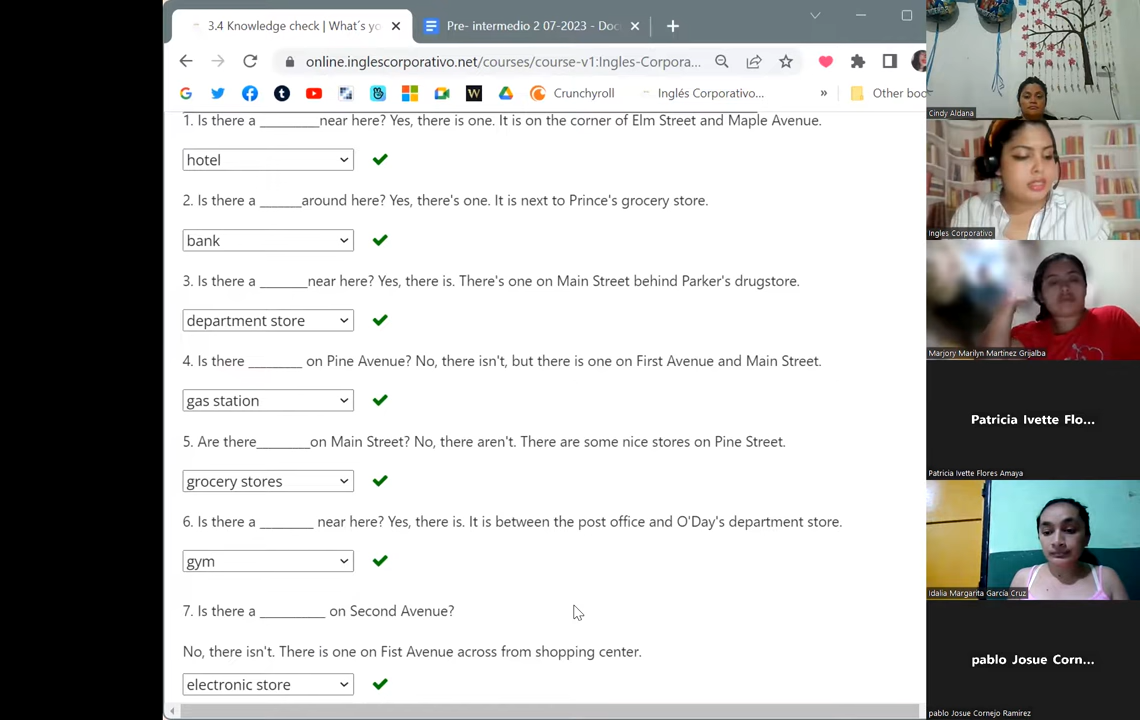 3.4 Knowledge check | What´s yo
Pre- intermedio 2 07-2023 - Doc
online.inglescorporativo.net/courses/course-v1:Ingles-Corpora...
Crunchyroll
Inglés Corporativo...
»
Other boo
1. Is there a _________near here? Yes, there is one. It is on the corner of Elm Street and Maple Avenue.
hotel
2. Is there a ______around here? Yes, there's one. It is next to Prince's grocery store.
bank
3. Is there a _______near here? Yes, there is. There's one on Main Street behind Parker's drugstore.
department store
4. Is there ________ on Pine Avenue? No, there isn't, but there is one on First Avenue and Main Street.
gas station
5. Are there________on Main Street? No, there aren't. There are some nice stores on Pine Street.
grocery stores
6. Is there a ________ near here? Yes, there is. It is between the post office and O'Day's department store.
gym
7. Is there a __________ on Second Avenue?
No, there isn't. There is one on Fist Avenue across from shopping center.
electronic store
Cindy Aldana
Ingles Corporativo
Marjory Marilyn Martinez Grijalba
Patricia Ivette Flo...
Patricia Ivette Flores Amaya
Idalia Margarita García Cruz
pablo Josue Corn...
pablo Josue Cornejo Ramirez